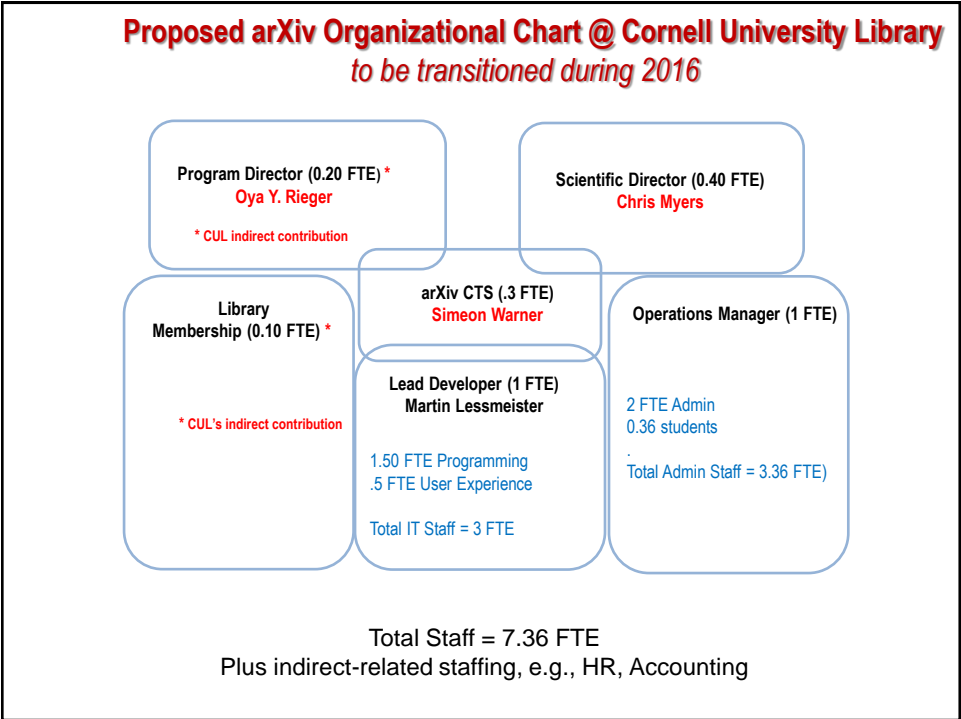 Proposed arXiv Organizational Chart @ Cornell University Library
to be transitioned during 2016
Program Director (0.20 FTE) *
Oya Y. Rieger
* CUL indirect contribution
Scientific Director (0.40 FTE)
Chris Myers
arXiv CTS (.3 FTE)
Simeon Warner
Library
Membership (0.10 FTE) *
* CUL's indirect contribution
Lead Developer (1 FTE)
Martin Lessmeister
1.50 FTE Programming
.5 FTE User Experience
Total IT Staff = 3 FTE
Operations Manager (1 FTE)
2 FTE Admin
0.36 students
.
Total Admin Staff = 3.36 FTE)
Total Staff = 7.36 FTE
Plus indirect-related staffing, e.g., HR, Accounting